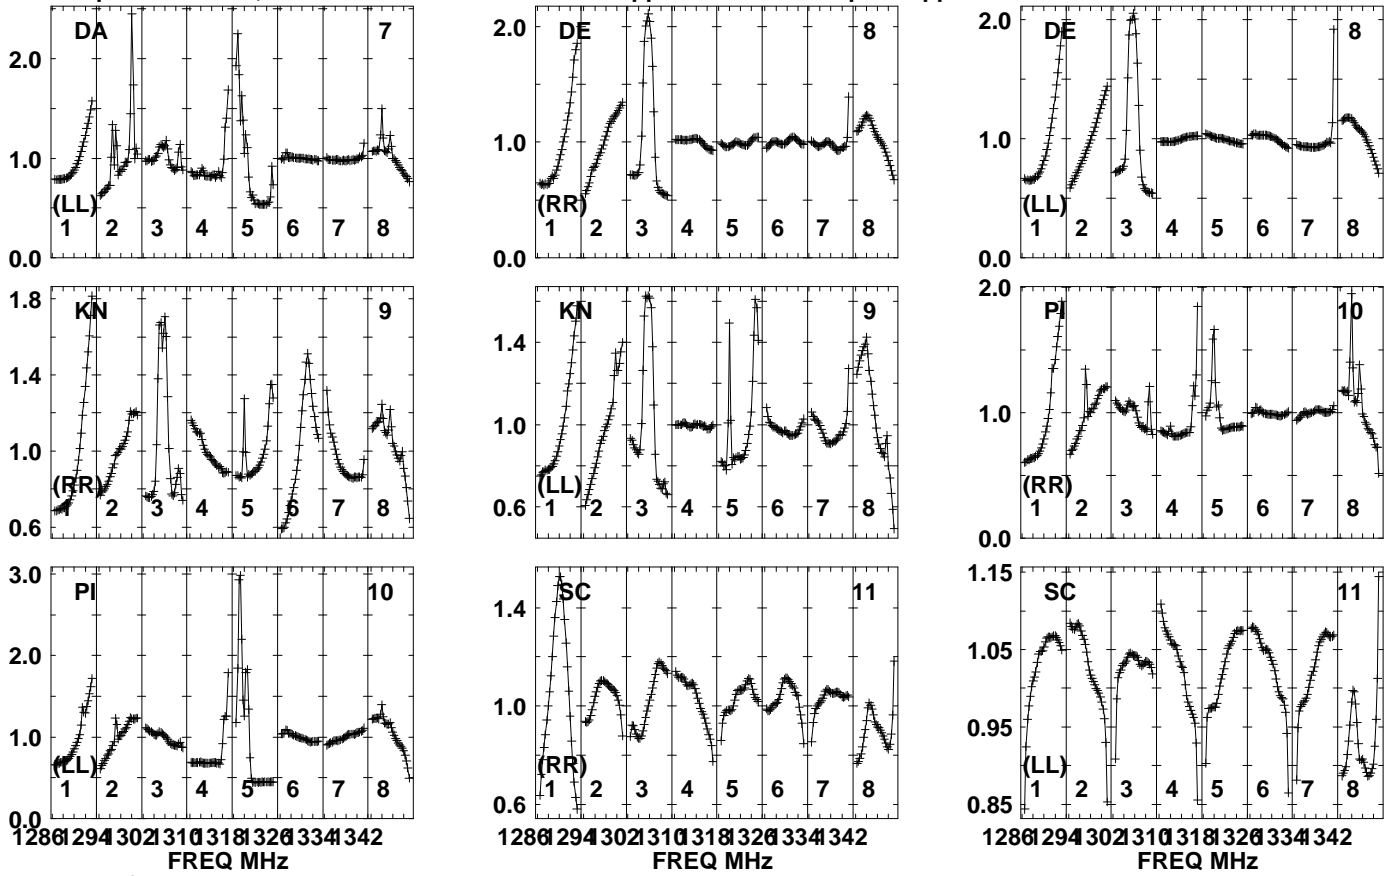 DA 7
2.0
1.0
0.0
(LL)
1 2 3 4 5 6 7 8
DE 8
2.0
1.0
0.0
(RR)
1 2 3 4 5 6 7 8
DE 8
2.0
1.0
0.0
(LL)
1 2 3 4 5 6 7 8
KN 9
1.8
1.4
1.0
0.6
(RR)
1 2 3 4 5 6 7 8
KN 9
1.4
1.0
0.6
(LL)
1 2 3 4 5 6 7 8
PI 10
2.0
1.0
0.0
(RR)
1 2 3 4 5 6 7 8
PI 10
3.0
2.0
1.0
0.0
(LL)
1 2 3 4 5 6 7 8
1286 1294 1302 1310 1318 1326 1334 1342
FREQ MHz
SC 11
1.4
1.0
0.6
(RR)
1 2 3 4 5 6 7 8
1286 1294 1302 1310 1318 1326 1334 1342
FREQ MHz
SC 11
1.15
1.05
0.95
0.85
(LL)
1 2 3 4 5 6 7 8
1286 1294 1302 1310 1318 1326 1334 1342
FREQ MHz